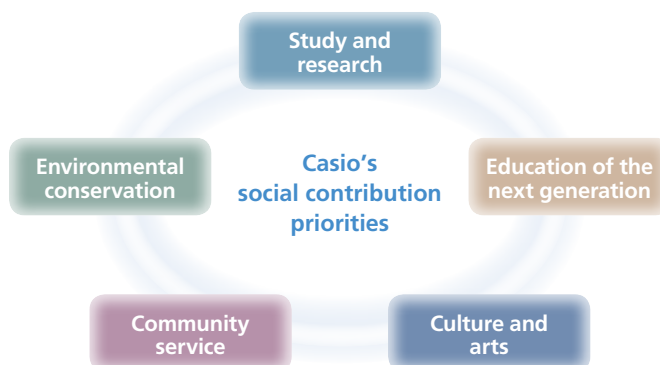 Study and
research
Environmental
conservation
Casio's
social contribution
priorities
Education of the
next generation
Community
service
Culture and
arts